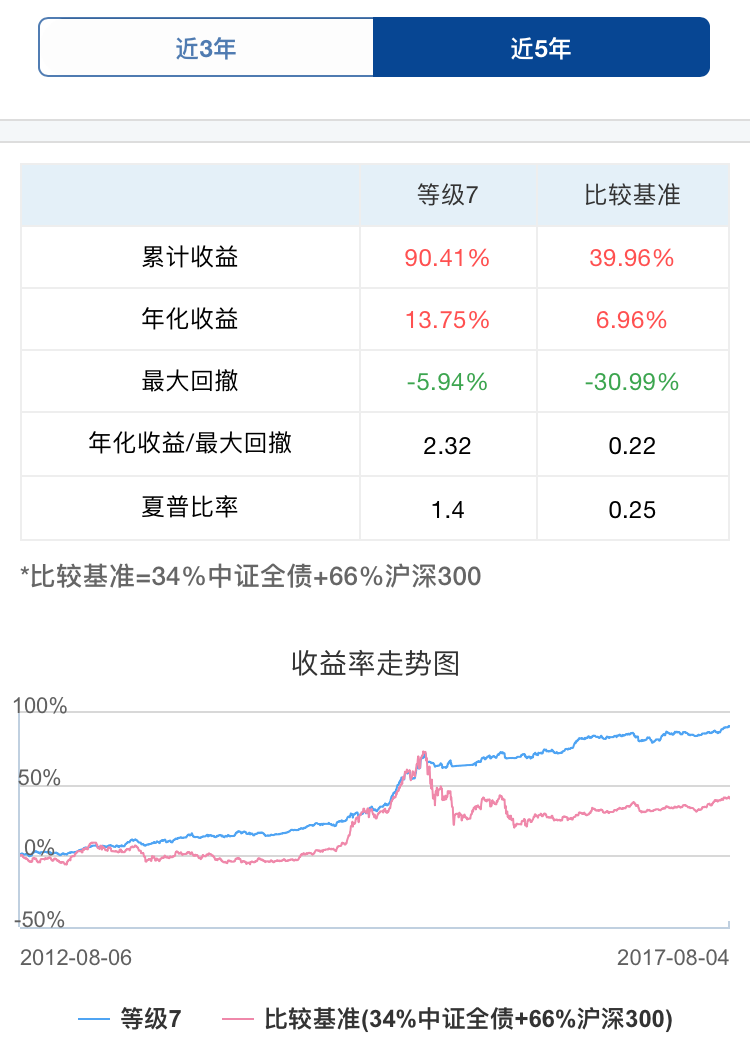 近3年 近5年
等级7 比较基准
累计收益 90.41% 39.96%
年化收益 13.75% 6.96%
最大回撤 -5.94% -30.99%
年化收益/最大回撤 2.32 0.22
夏普比率 1.4 0.25
*比较基准=34%中证全债+66%沪深300
收益率走势图
100%
50%
0%
-50%
2012-08-06 2017-08-04
等级7 比较基准(34%中证全债+66%沪深300)